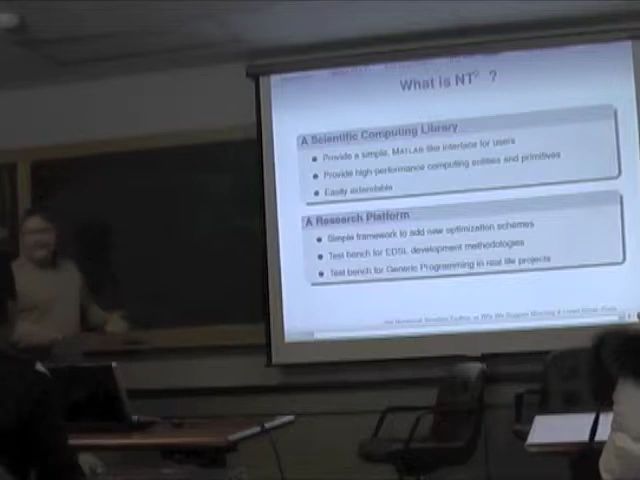 What is NT² ?
A Scientific Computing Library
Provide a simple, MATLAB like interface for users
Provide high-performance computing entities and primitives
Easily extendable
A Research Platform
Simple framework to add new optimization schemes
Test bench for EDSL development methodologies
Test bench for Generic Programming in real life projects